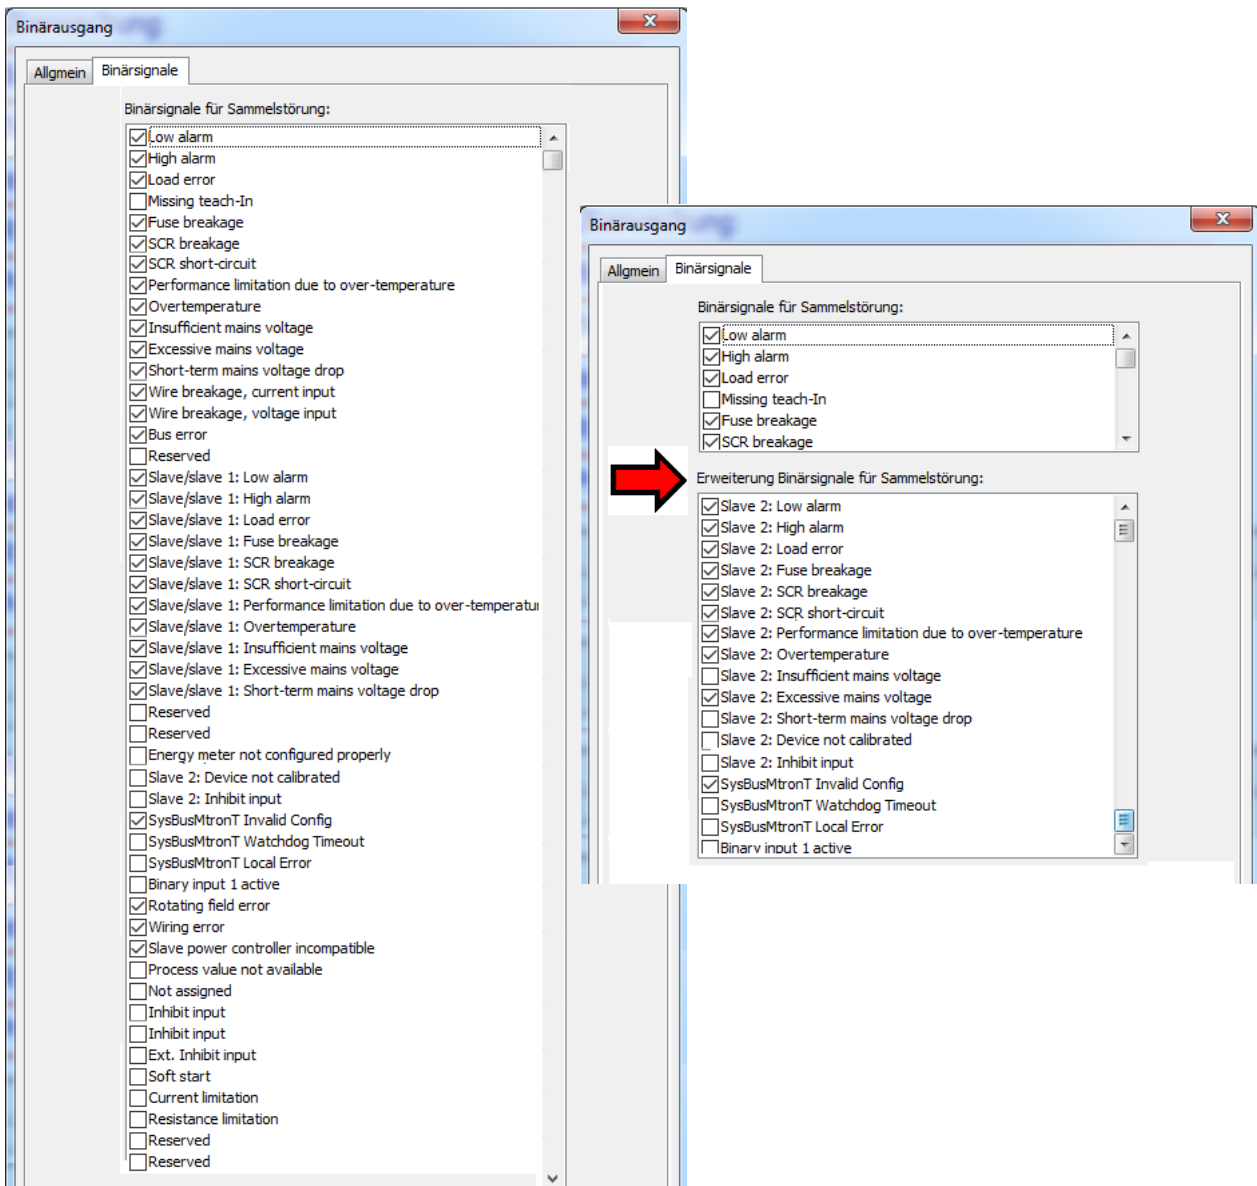 Binärausgang
Allgmein
Binärsignale
Binärsignale für Sammelstörung:
Low alarm
High alarm
Load error
Missing teach-In
Fuse breakage
SCR breakage
SCR short-circuit
Performance limitation due to over-temperature
Overtemperature
Insufficient mains voltage
Excessive mains voltage
Short-term mains voltage drop
Wire breakage, current input
Wire breakage, voltage input
Bus error
Reserved
Slave/slave 1: Low alarm
Slave/slave 1: High alarm
Slave/slave 1: Load error
Slave/slave 1: Fuse breakage
Slave/slave 1: SCR breakage
Slave/slave 1: SCR short-circuit
Slave/slave 1: Performance limitation due to over-temperatur
Slave/slave 1: Overtemperature
Slave/slave 1: Insufficient mains voltage
Slave/slave 1: Excessive mains voltage
Slave/slave 1: Short-term mains voltage drop
Reserved
Reserved
Energy meter not configured properly
Slave 2: Device not calibrated
Slave 2: Inhibit input
SysBusMtronT Invalid Config
SysBusMtronT Watchdog Timeout
SysBusMtronT Local Error
Binary input 1 active
Rotating field error
Wiring error
Slave power controller incompatible
Process value not available
Not assigned
Inhibit input
Inhibit input
Ext. Inhibit input
Soft start
Current limitation
Resistance limitation
Reserved
Reserved
Binärausgang
Allgmein
Binärsignale
Binärsignale für Sammelstörung:
Low alarm
High alarm
Load error
Missing teach-In
Fuse breakage
SCR breakage
Erweiterung Binärsignale für Sammelstörung:
Slave 2: Low alarm
Slave 2: High alarm
Slave 2: Load error
Slave 2: Fuse breakage
Slave 2: SCR breakage
Slave 2: SCR short-circuit
Slave 2: Performance limitation due to over-temperature
Slave 2: Overtemperature
Slave 2: Insufficient mains voltage
Slave 2: Excessive mains voltage
Slave 2: Short-term mains voltage drop
Slave 2: Device not calibrated
Slave 2: Inhibit input
SysBusMtronT Invalid Config
SysBusMtronT Watchdog Timeout
SysBusMtronT Local Error
Binary input 1 active